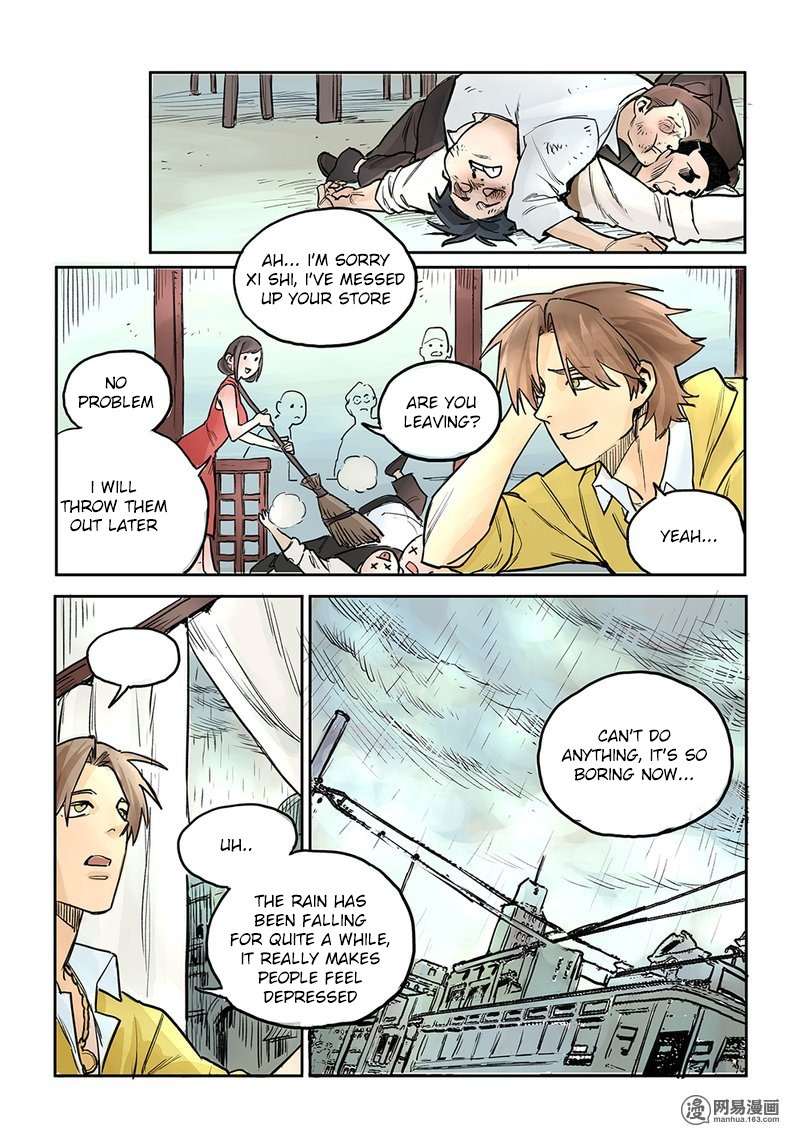 AH... I'M SORRY
XI SHI, I'VE MESSED
UP YOUR STORE
NO
PROBLEM
I WILL
THROW THEM
OUT LATER
ARE YOU
LEAVING?
YEAH...
UH..
THE RAIN HAS
BEEN FALLING
FOR QUITE A WHILE,
IT REALLY MAKES
PEOPLE FEEL
DEPRESSED
CAN'T DO
ANYTHING, IT'S SO
BORING NOW...
漫 网易漫画
manhua.163.com